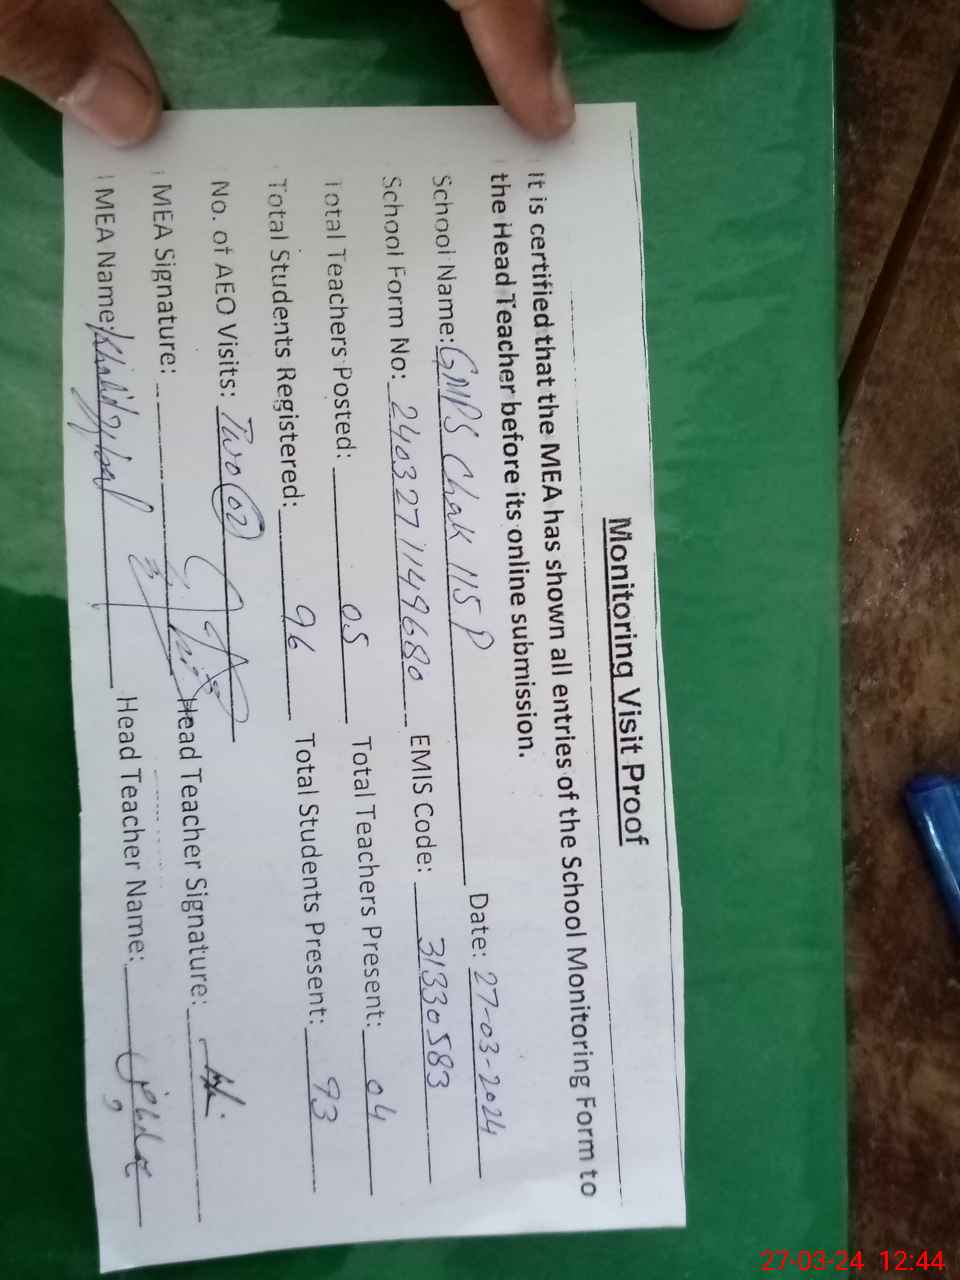 Monitoring Visit Proof
It is certified that the MEA has shown all entries of the School Monitoring Form to
the Head Teacher before its online submission.
School Name: GMPS Chak 115 P Date: 27-03-2024
School Form No: 2403271149680 EMIS Code: 31330583
Total Teachers Posted: 05 Total Teachers Present: 04
Total Students Registered: 96 Total Students Present: 93
No. of AEO Visits: Two (02)
MEA Signature: Head Teacher Signature:
MEA Name: Khalid Iqbal Head Teacher Name:
27-03-24 12:44